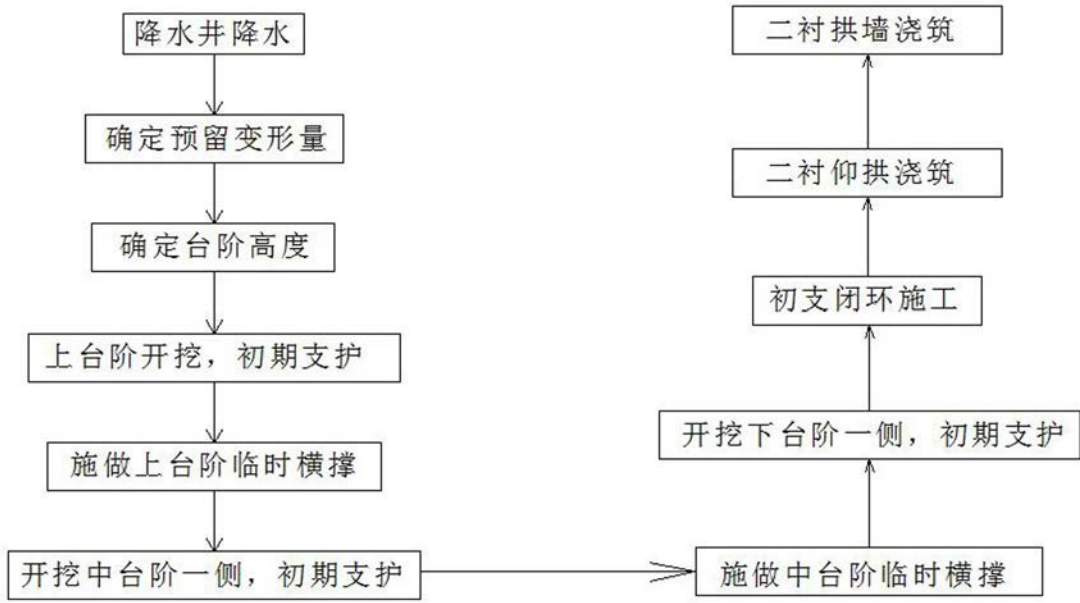 降水井降水
确定预留变形量
确定台阶高度
上台阶开挖，初期支护
施做上台阶临时横撑
开挖中台阶一侧，初期支护
施做中台阶临时横撑
开挖下台阶一侧，初期支护
初支闭环施工
二衬仰拱浇筑
二衬拱墙浇筑